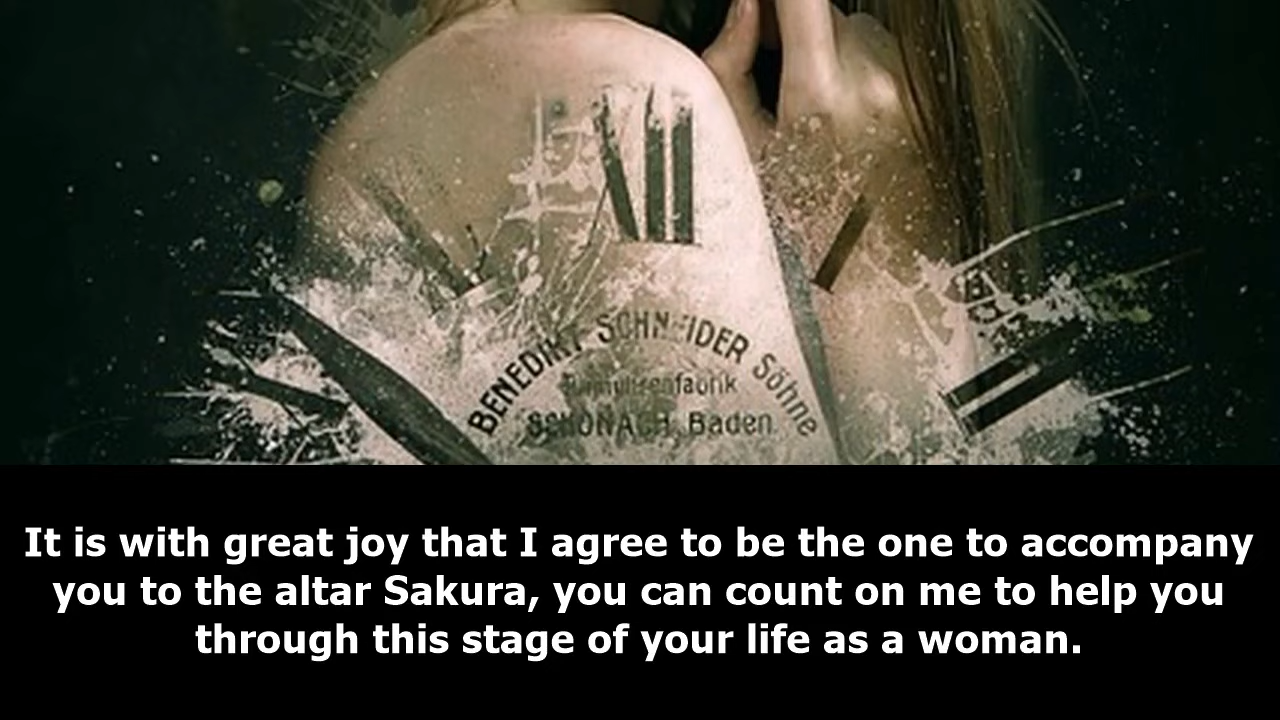 XII
BENEDIKT SCHNEIDER Söhne
SCHONACH, Baden
It is with great joy that I agree to be the one to accompany
you to the altar Sakura, you can count on me to help you
through this stage of your life as a woman.